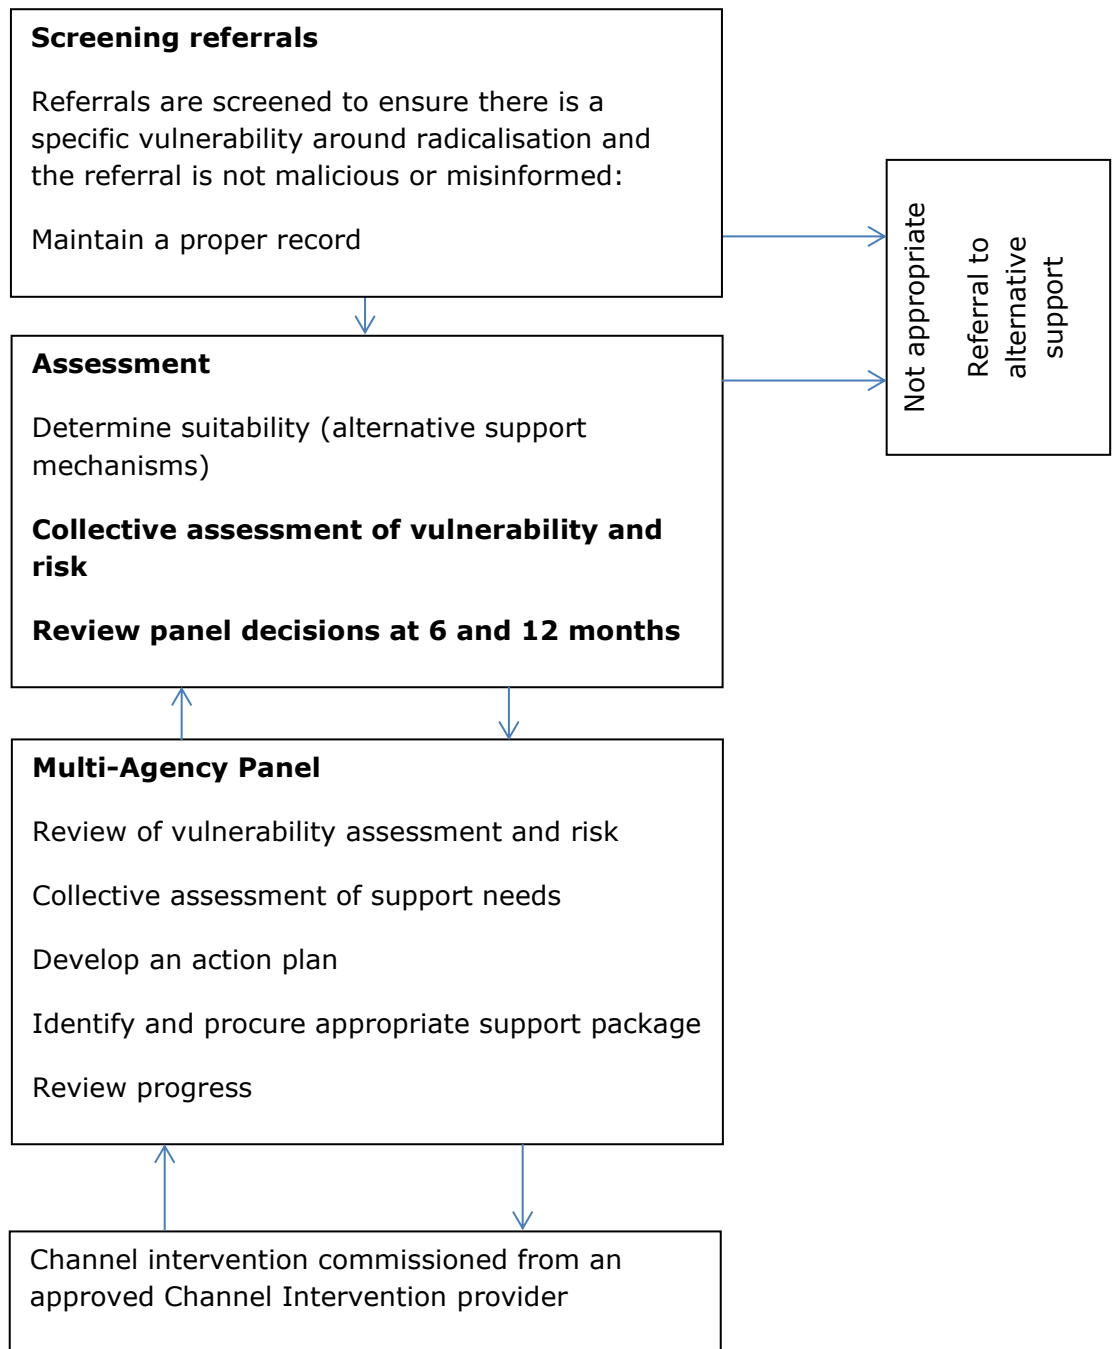 Screening referrals
Referrals are screened to ensure there is a
specific vulnerability around radicalisation and
the referral is not malicious or misinformed:
Maintain a proper record
Not appropriate
Referral to
alternative
support
Assessment
Determine suitability (alternative support
mechanisms)
Collective assessment of vulnerability and
risk
Review panel decisions at 6 and 12 months
Multi-Agency Panel
Review of vulnerability assessment and risk
Collective assessment of support needs
Develop an action plan
Identify and procure appropriate support package
Review progress
Channel intervention commissioned from an
approved Channel Intervention provider